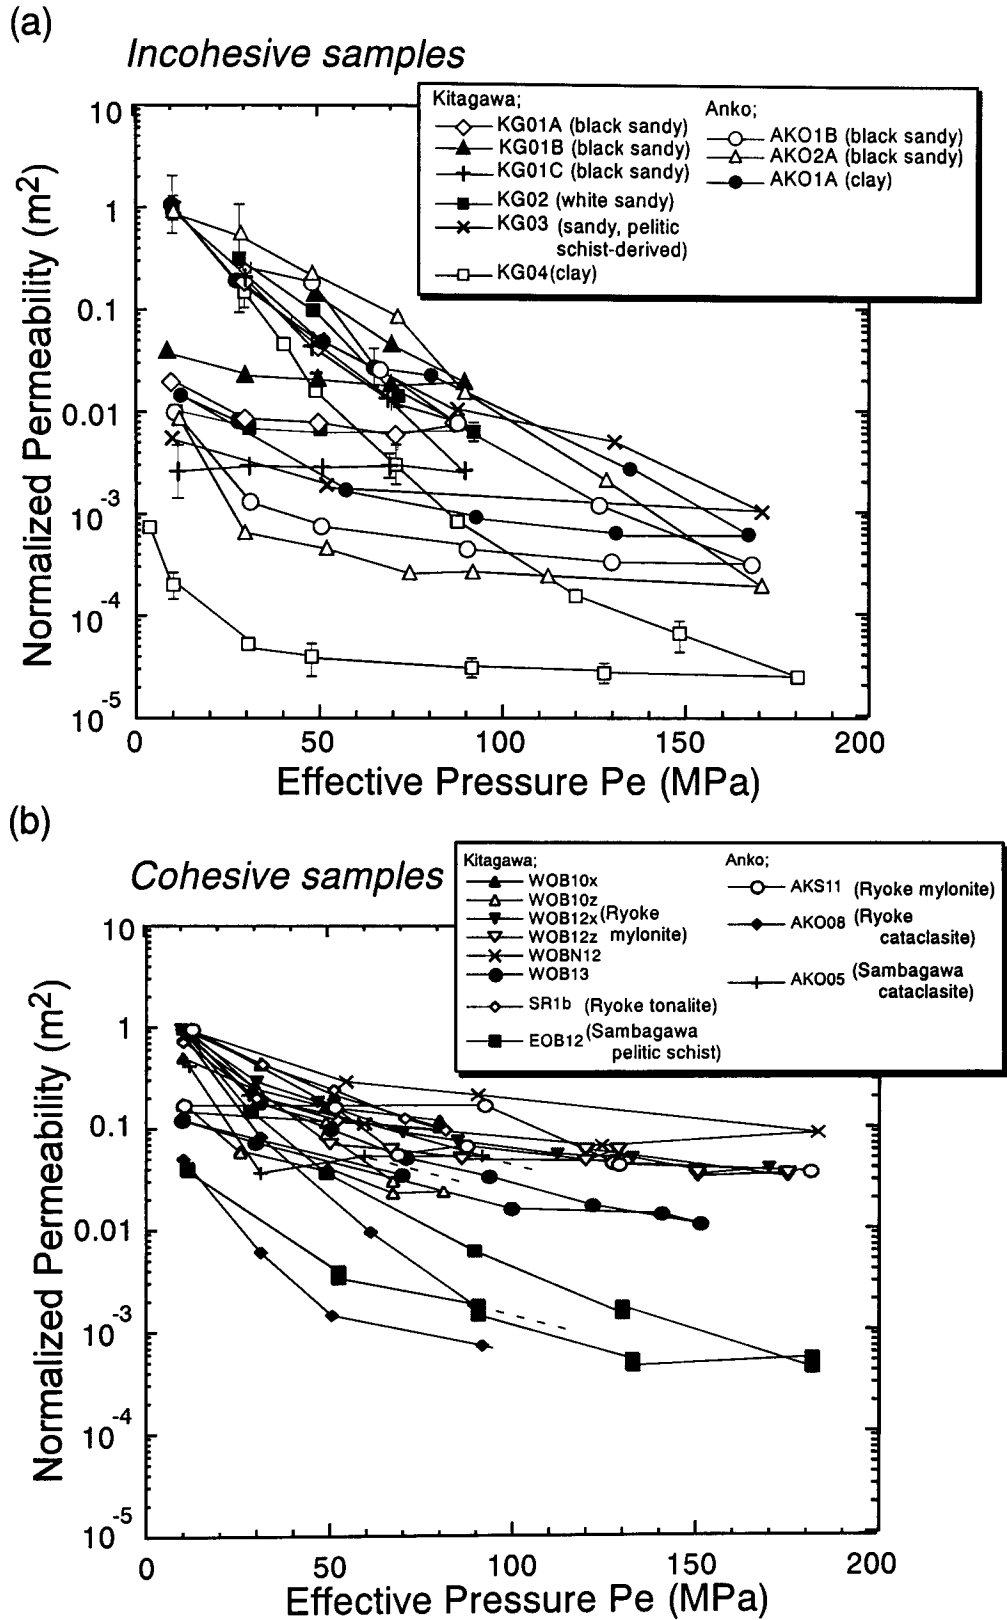 (a)
Incohesive samples
Kitagawa;
KG01A (black sandy)
KG01B (black sandy)
KG01C (black sandy)
KG02 (white sandy)
KG03 (sandy, pelitic
schist-derived)
KG04(clay)
Anko;
AKO1B (black sandy)
AKO2A (black sandy)
AKO1A (clay)
Normalized Permeability (m2)
10
1
0.1
0.01
10-3
10-4
10-5
0 50 100 150 200
Effective Pressure Pe (MPa)
(b)
Cohesive samples
Kitagawa;
WOB10x
WOB10z
WOB12x (Ryoke
WOB12z mylonite)
WOBN12
WOB13
SR1b (Ryoke tonalite)
EOB12 (Sambagawa
pelitic schist)
Anko;
AKS11 (Ryoke mylonite)
AKO08 (Ryoke
cataclasite)
AKO05 (Sambagawa
cataclasite)
Normalized Permeability (m2)
10
1
0.1
0.01
10-3
10-4
10-5
0 50 100 150 200
Effective Pressure Pe (MPa)